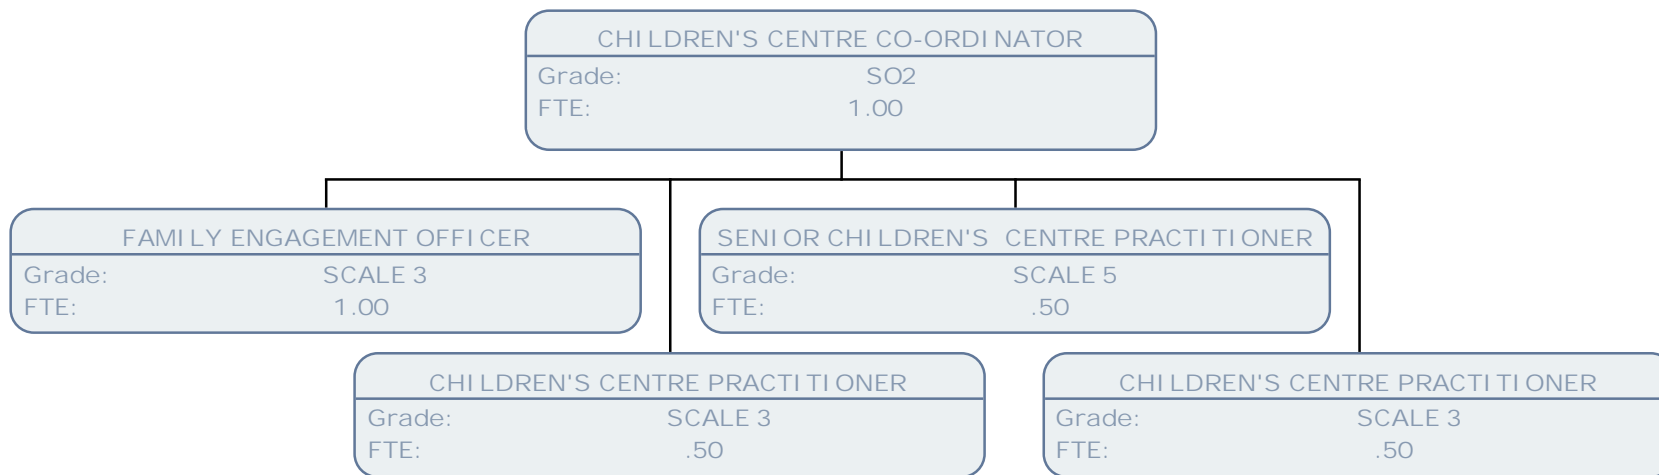 CHILDREN'S CENTRE CO-ORDINATOR
Grade: SO2
FTE: 1.00
FAMILY ENGAGEMENT OFFICER
Grade: SCALE 3
FTE: 1.00
SENIOR CHILDREN'S CENTRE PRACTITIONER
Grade: SCALE 5
FTE: .50
CHILDREN'S CENTRE PRACTITIONER
Grade: SCALE 3
FTE: .50
CHILDREN'S CENTRE PRACTITIONER
Grade: SCALE 3
FTE: .50